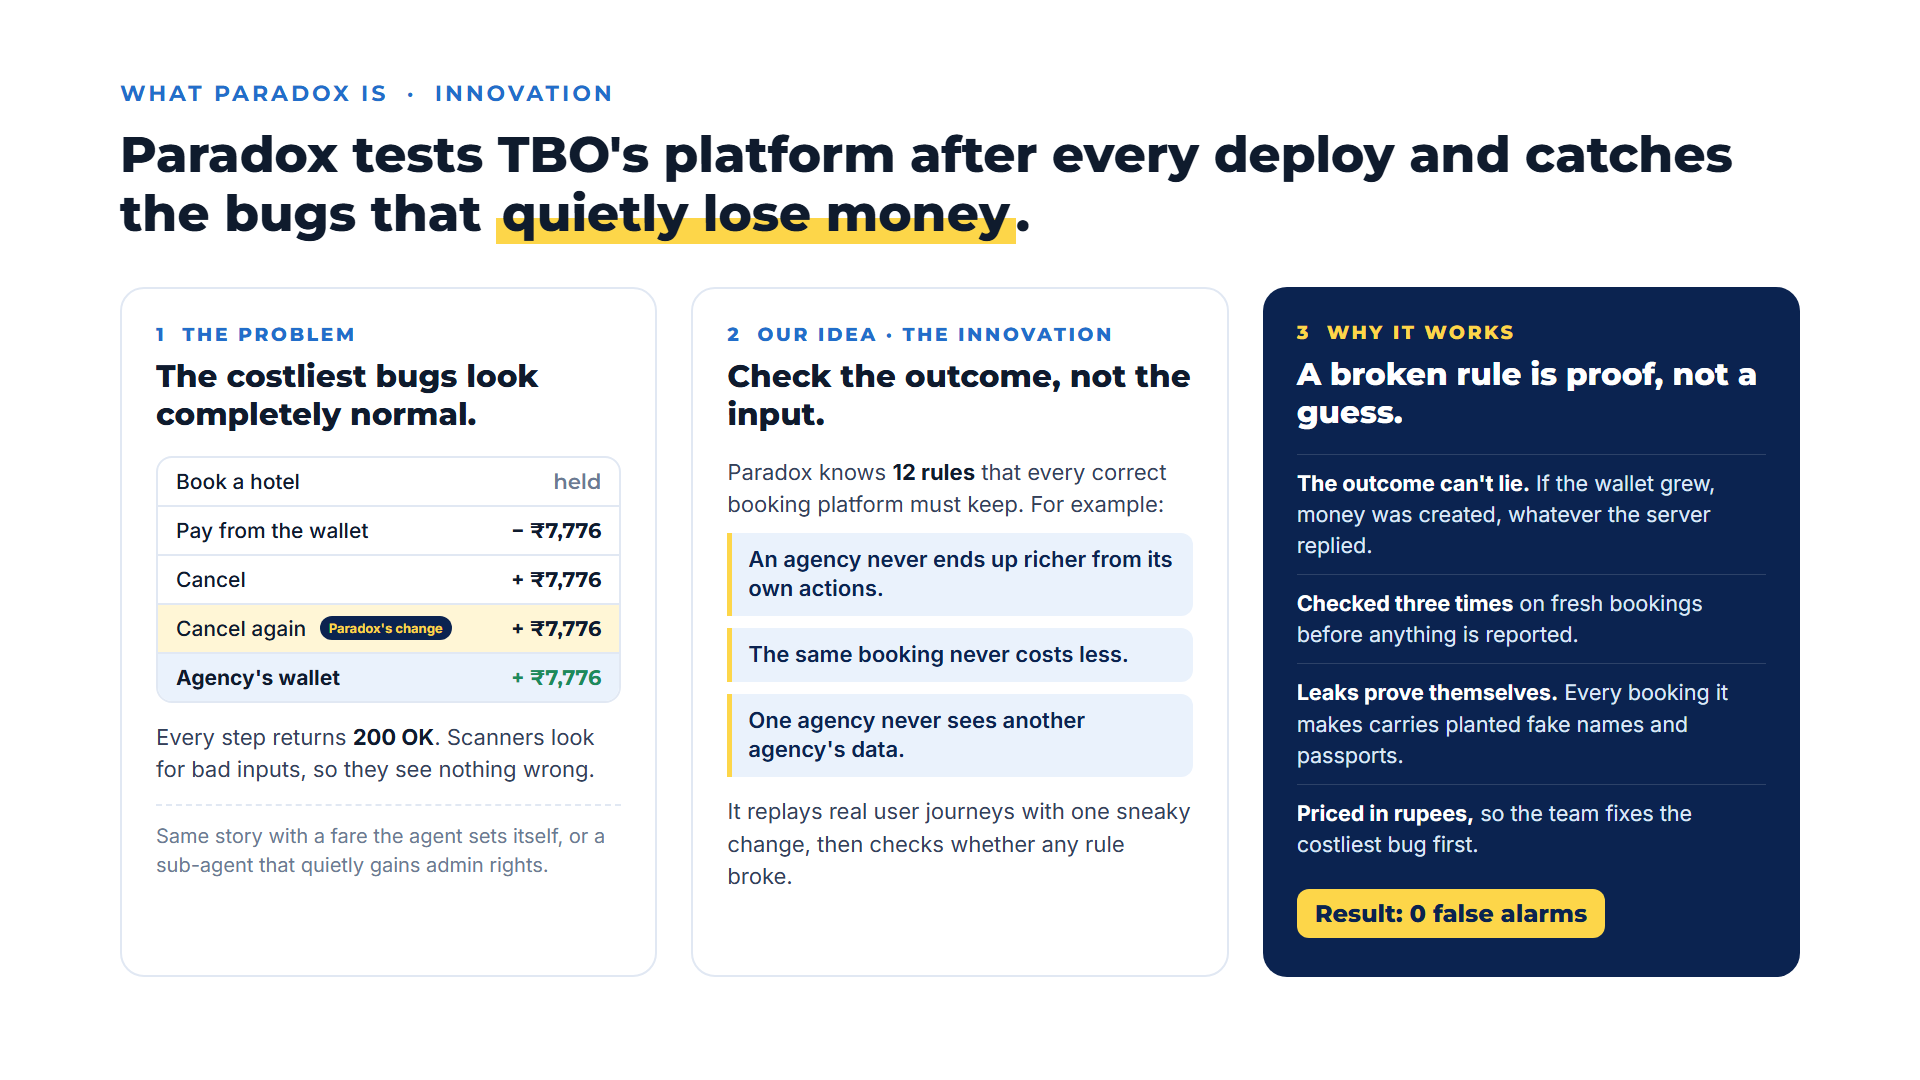 WHAT PARADOX IS · INNOVATION
Paradox tests TBO's platform after every deploy and catches
the bugs that quietly lose money.
1 THE PROBLEM
The costliest bugs look
completely normal.
Book a hotel held
Pay from the wallet − ₹7,776
Cancel + ₹7,776
Cancel again Paradox's change + ₹7,776
Agency's wallet + ₹7,776
Every step returns 200 OK. Scanners look
for bad inputs, so they see nothing wrong.
Same story with a fare the agent sets itself, or a
sub-agent that quietly gains admin rights.
2 OUR IDEA · THE INNOVATION
Check the outcome, not the
input.
Paradox knows 12 rules that every correct
booking platform must keep. For example:
An agency never ends up richer from its
own actions.
The same booking never costs less.
One agency never sees another
agency's data.
It replays real user journeys with one sneaky
change, then checks whether any rule
broke.
3 WHY IT WORKS
A broken rule is proof, not a
guess.
The outcome can't lie. If the wallet grew,
money was created, whatever the server
replied.
Checked three times on fresh bookings
before anything is reported.
Leaks prove themselves. Every booking it
makes carries planted fake names and
passports.
Priced in rupees, so the team fixes the
costliest bug first.
Result: 0 false alarms